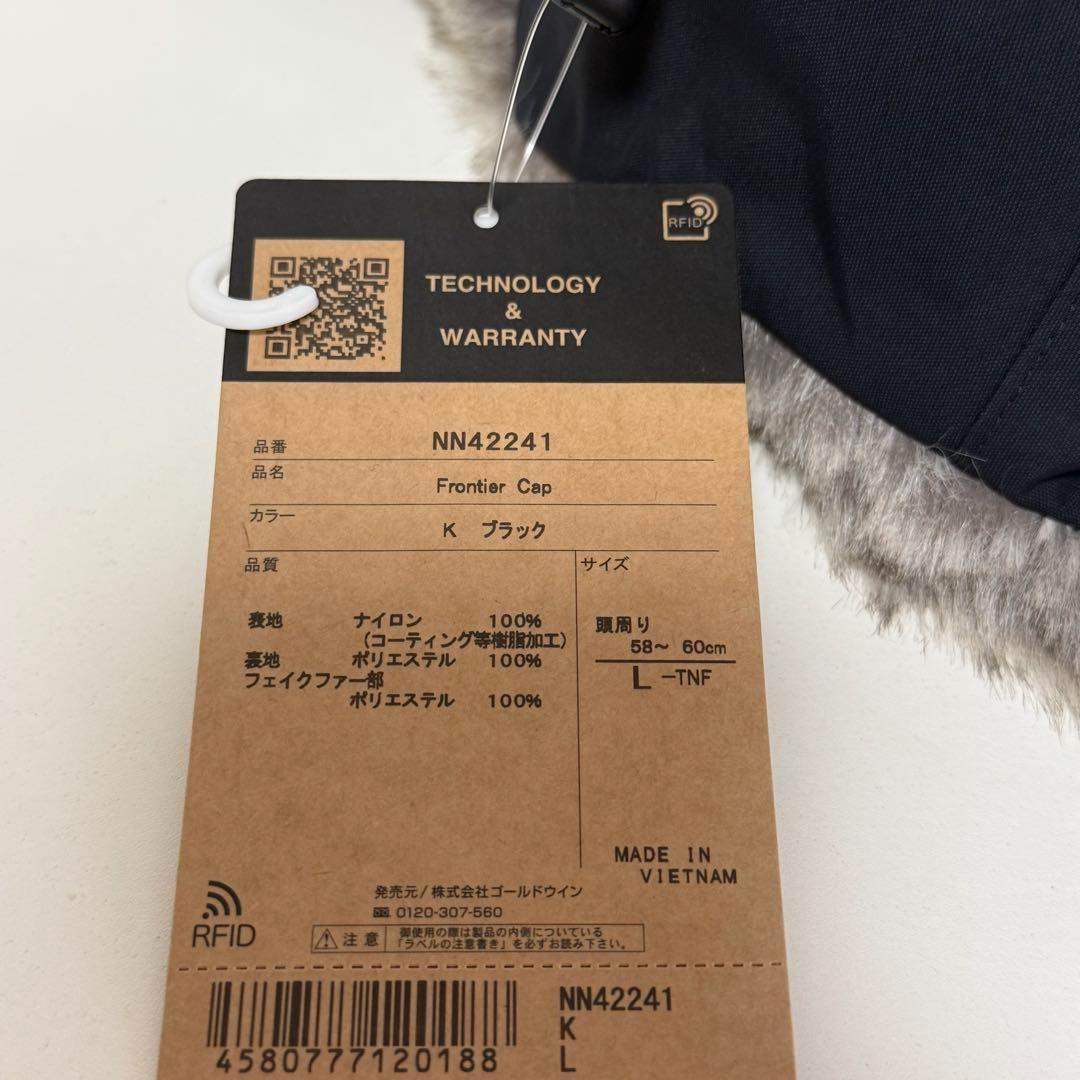 RFID
TECHNOLOGY
&
WARRANTY
品番 NN42241
品名 Frontier Cap
カラー K ブラック
品質
サイズ
表地 ナイロン 100%
(コーティング等樹脂加工)
裏地 ポリエステル 100%
フェイクファー部
ポリエステル 100%
頭周り
58～ 60cm
L -TNF
MADE IN
VIETNAM
発売元/株式会社ゴールドウイン
0120-307-560
RFID
注意 御使用の際は製品の内側についている
「ラベルの注意書き」を必ずお読み下さい。
4580777120188
NN42241
K
L